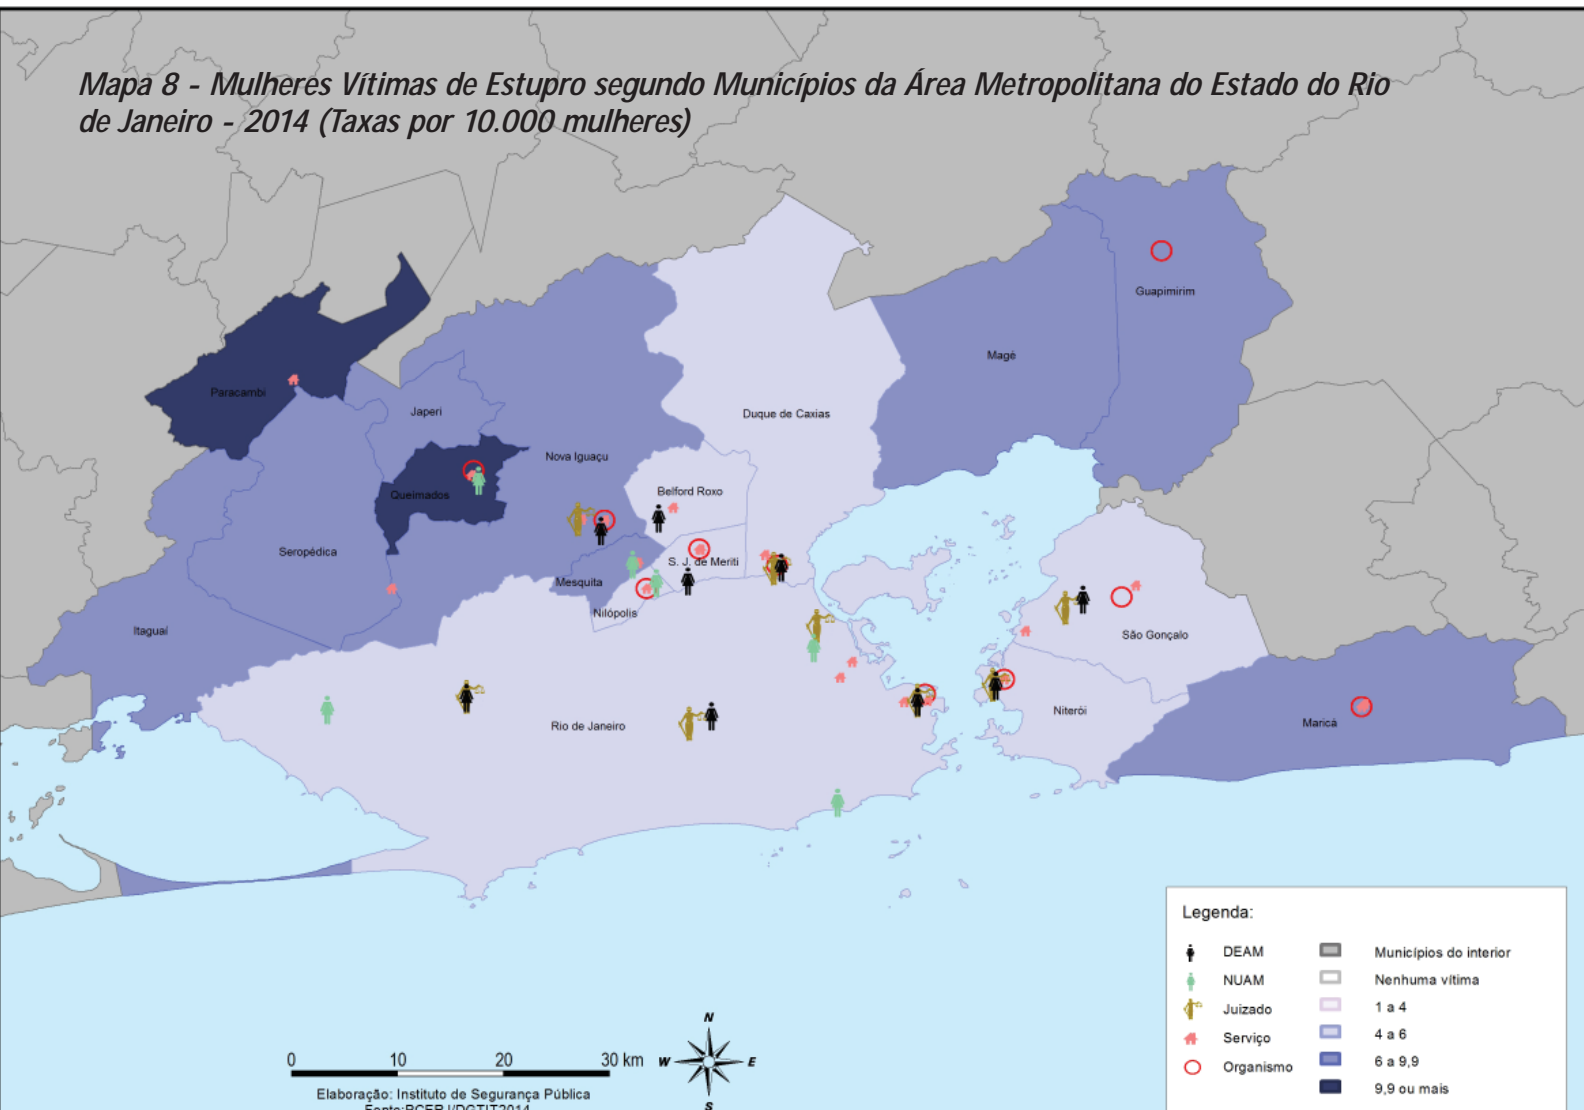 Mapa 8 - Mulheres Vítimas de Estupro segundo Municípios da Área Metropolitana do Estado do Rio
de Janeiro - 2014 (Taxas por 10.000 mulheres)
Guapimirim
Magé
Paracambi
Japeri
Duque de Caxias
Nova Iguaçu
Belford Roxo
Queimados
Seropédica
S. J. de Meriti
Mesquita
Nilópolis
Itaguaí
São Gonçalo
Rio de Janeiro
Niterói
Maricá
Legenda:
DEAM
Municípios do interior
NUAM
Nenhuma vítima
Juizado
1 a 4
Serviço
4 a 6
Organismo
6 a 9,9
9,9 ou mais
N
W
E
S
0 10 20 30 km
Elaboração: Instituto de Segurança Pública
Fonte:PCERJ/DGTIT2014